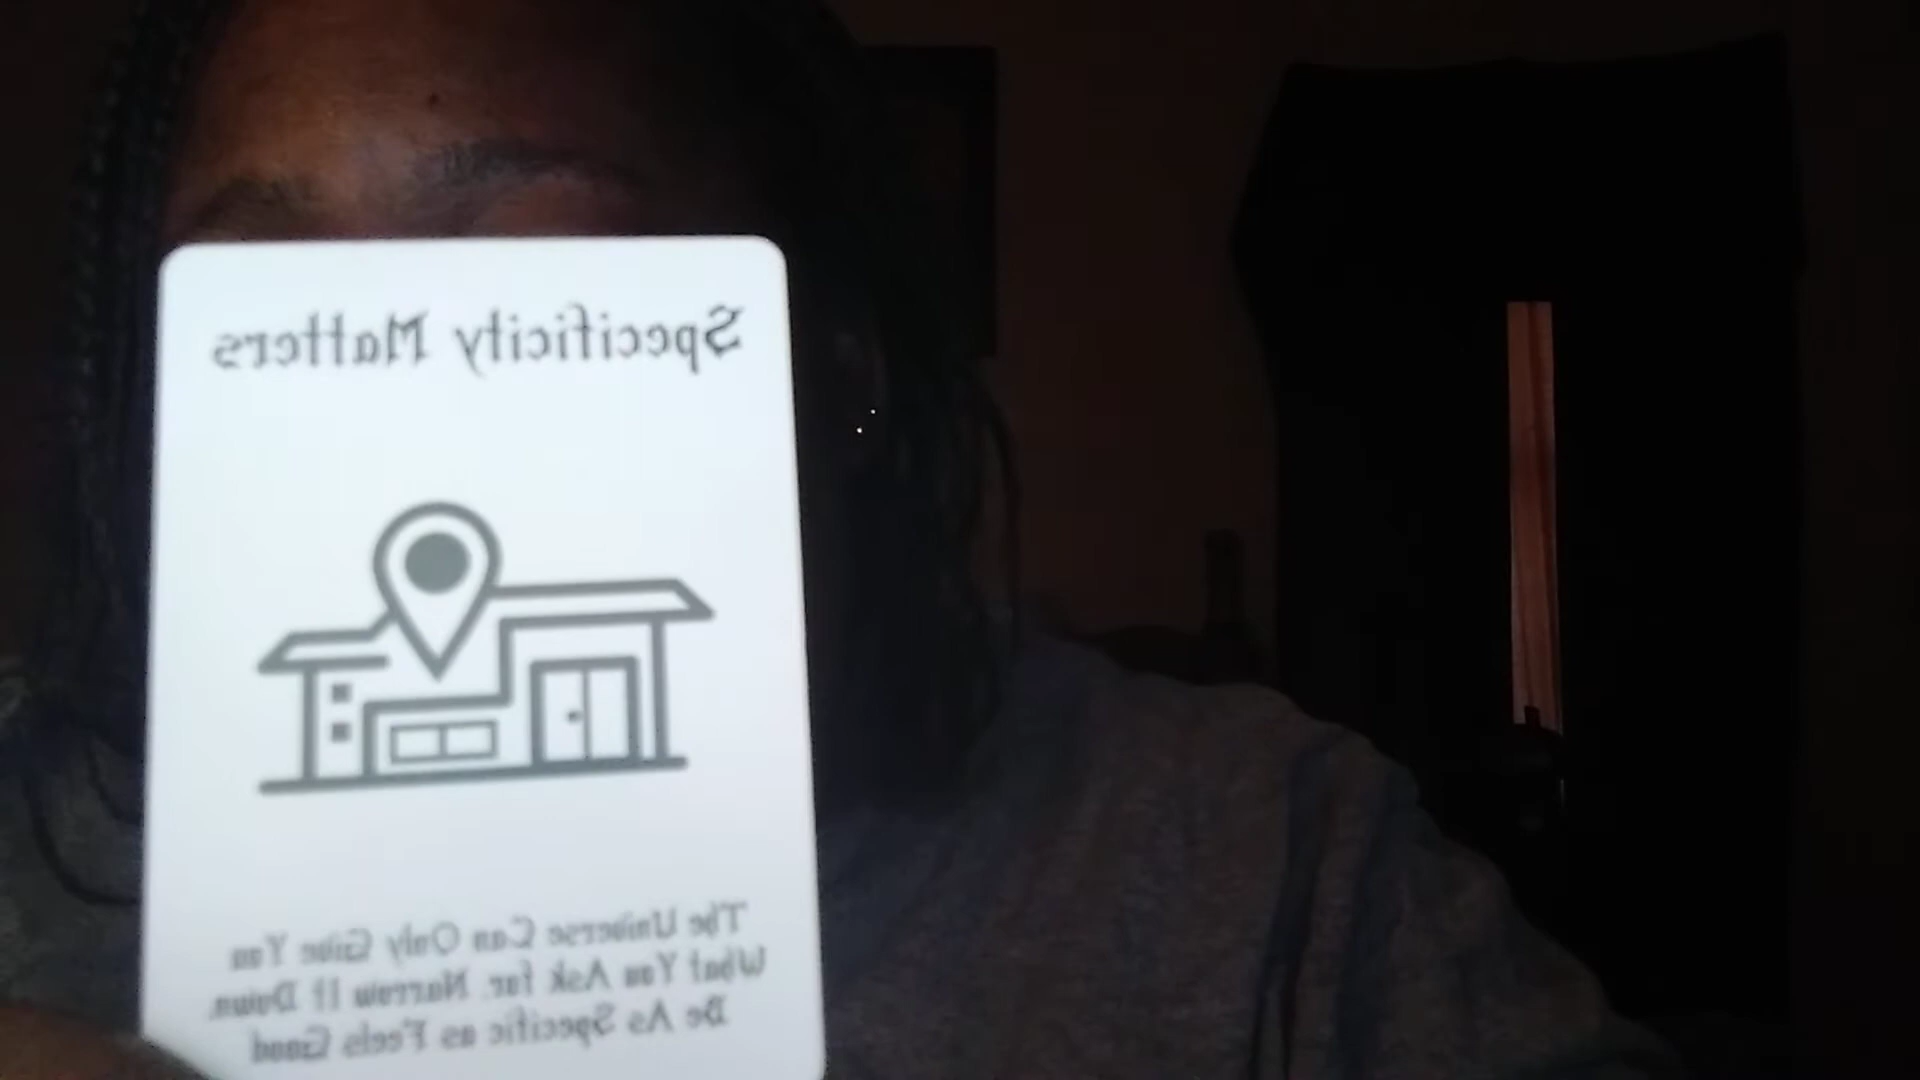 Specificity Matters
The Universe Can Only Give You
What You Ask for. Narrow It Down.
Be As Specific as Feels Good